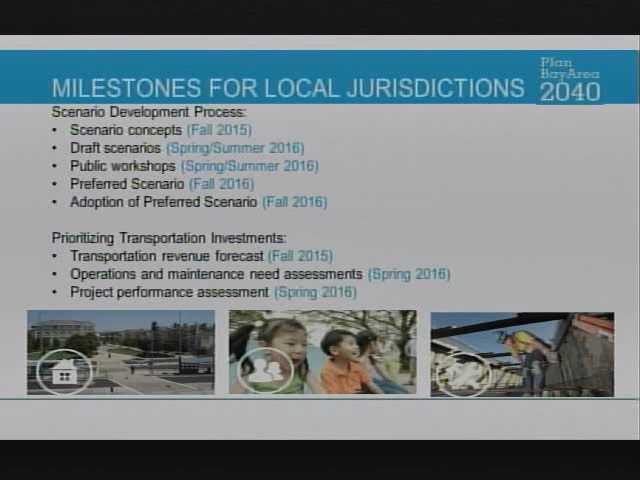 MILESTONES FOR LOCAL JURISDICTIONS
Plan
BayArea
2040
Scenario Development Process:
• Scenario concepts (Fall 2015)
• Draft scenarios (Spring/Summer 2016)
• Public workshops (Spring/Summer 2016)
• Preferred Scenario (Fall 2016)
• Adoption of Preferred Scenario (Fall 2016)
Prioritizing Transportation Investments:
• Transportation revenue forecast (Fall 2015)
• Operations and maintenance need assessments (Spring 2016)
• Project performance assessment (Spring 2016)